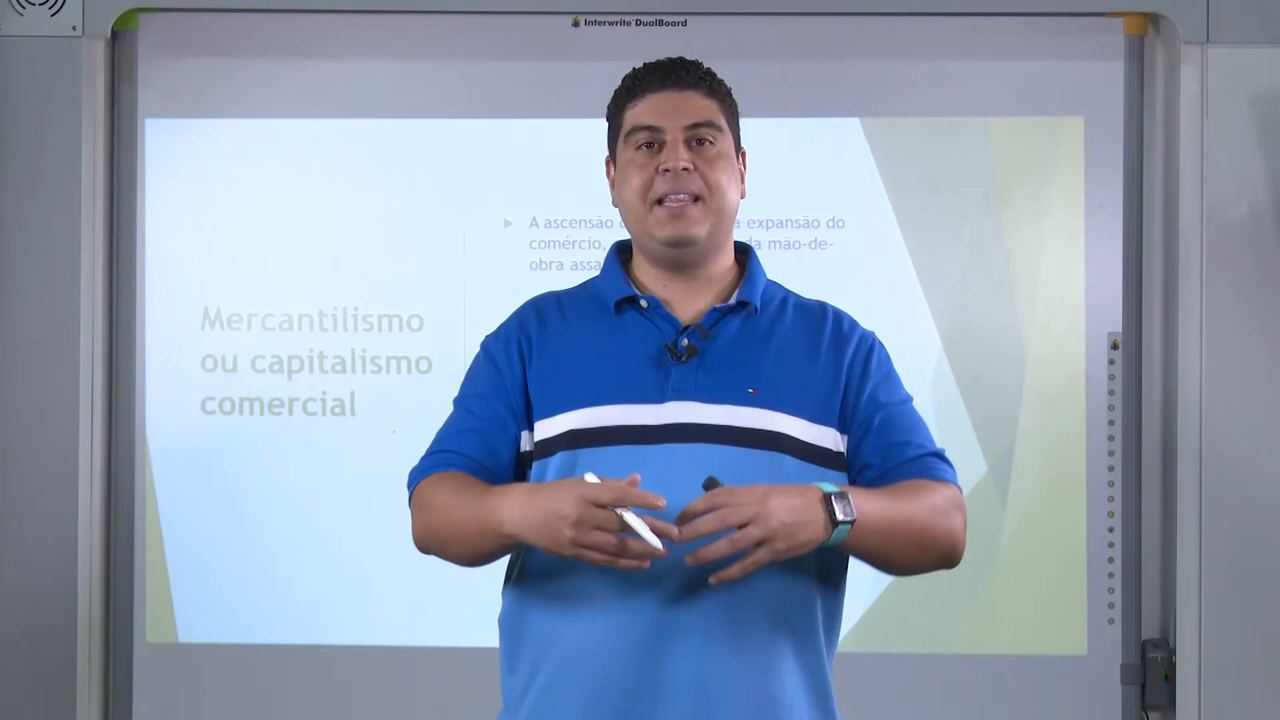 Interwrite DualBoard
A ascensão a expansão do
comércio, da mão-de-
obra assa
Mercantilismo
ou capitalismo
comercial